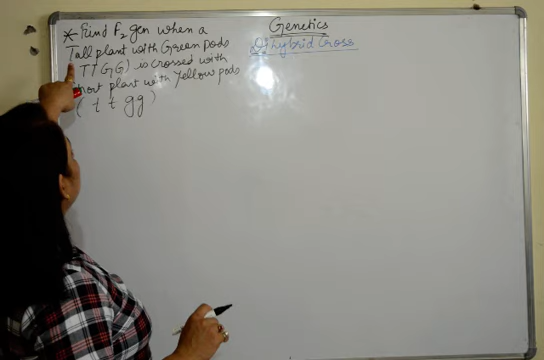 Genetics
Dihybrid Cross
* Find F2 gen when a
Tall plant with Green Pods
TT GG) is crossed with
short plant with Yellow pods
( t t gg )